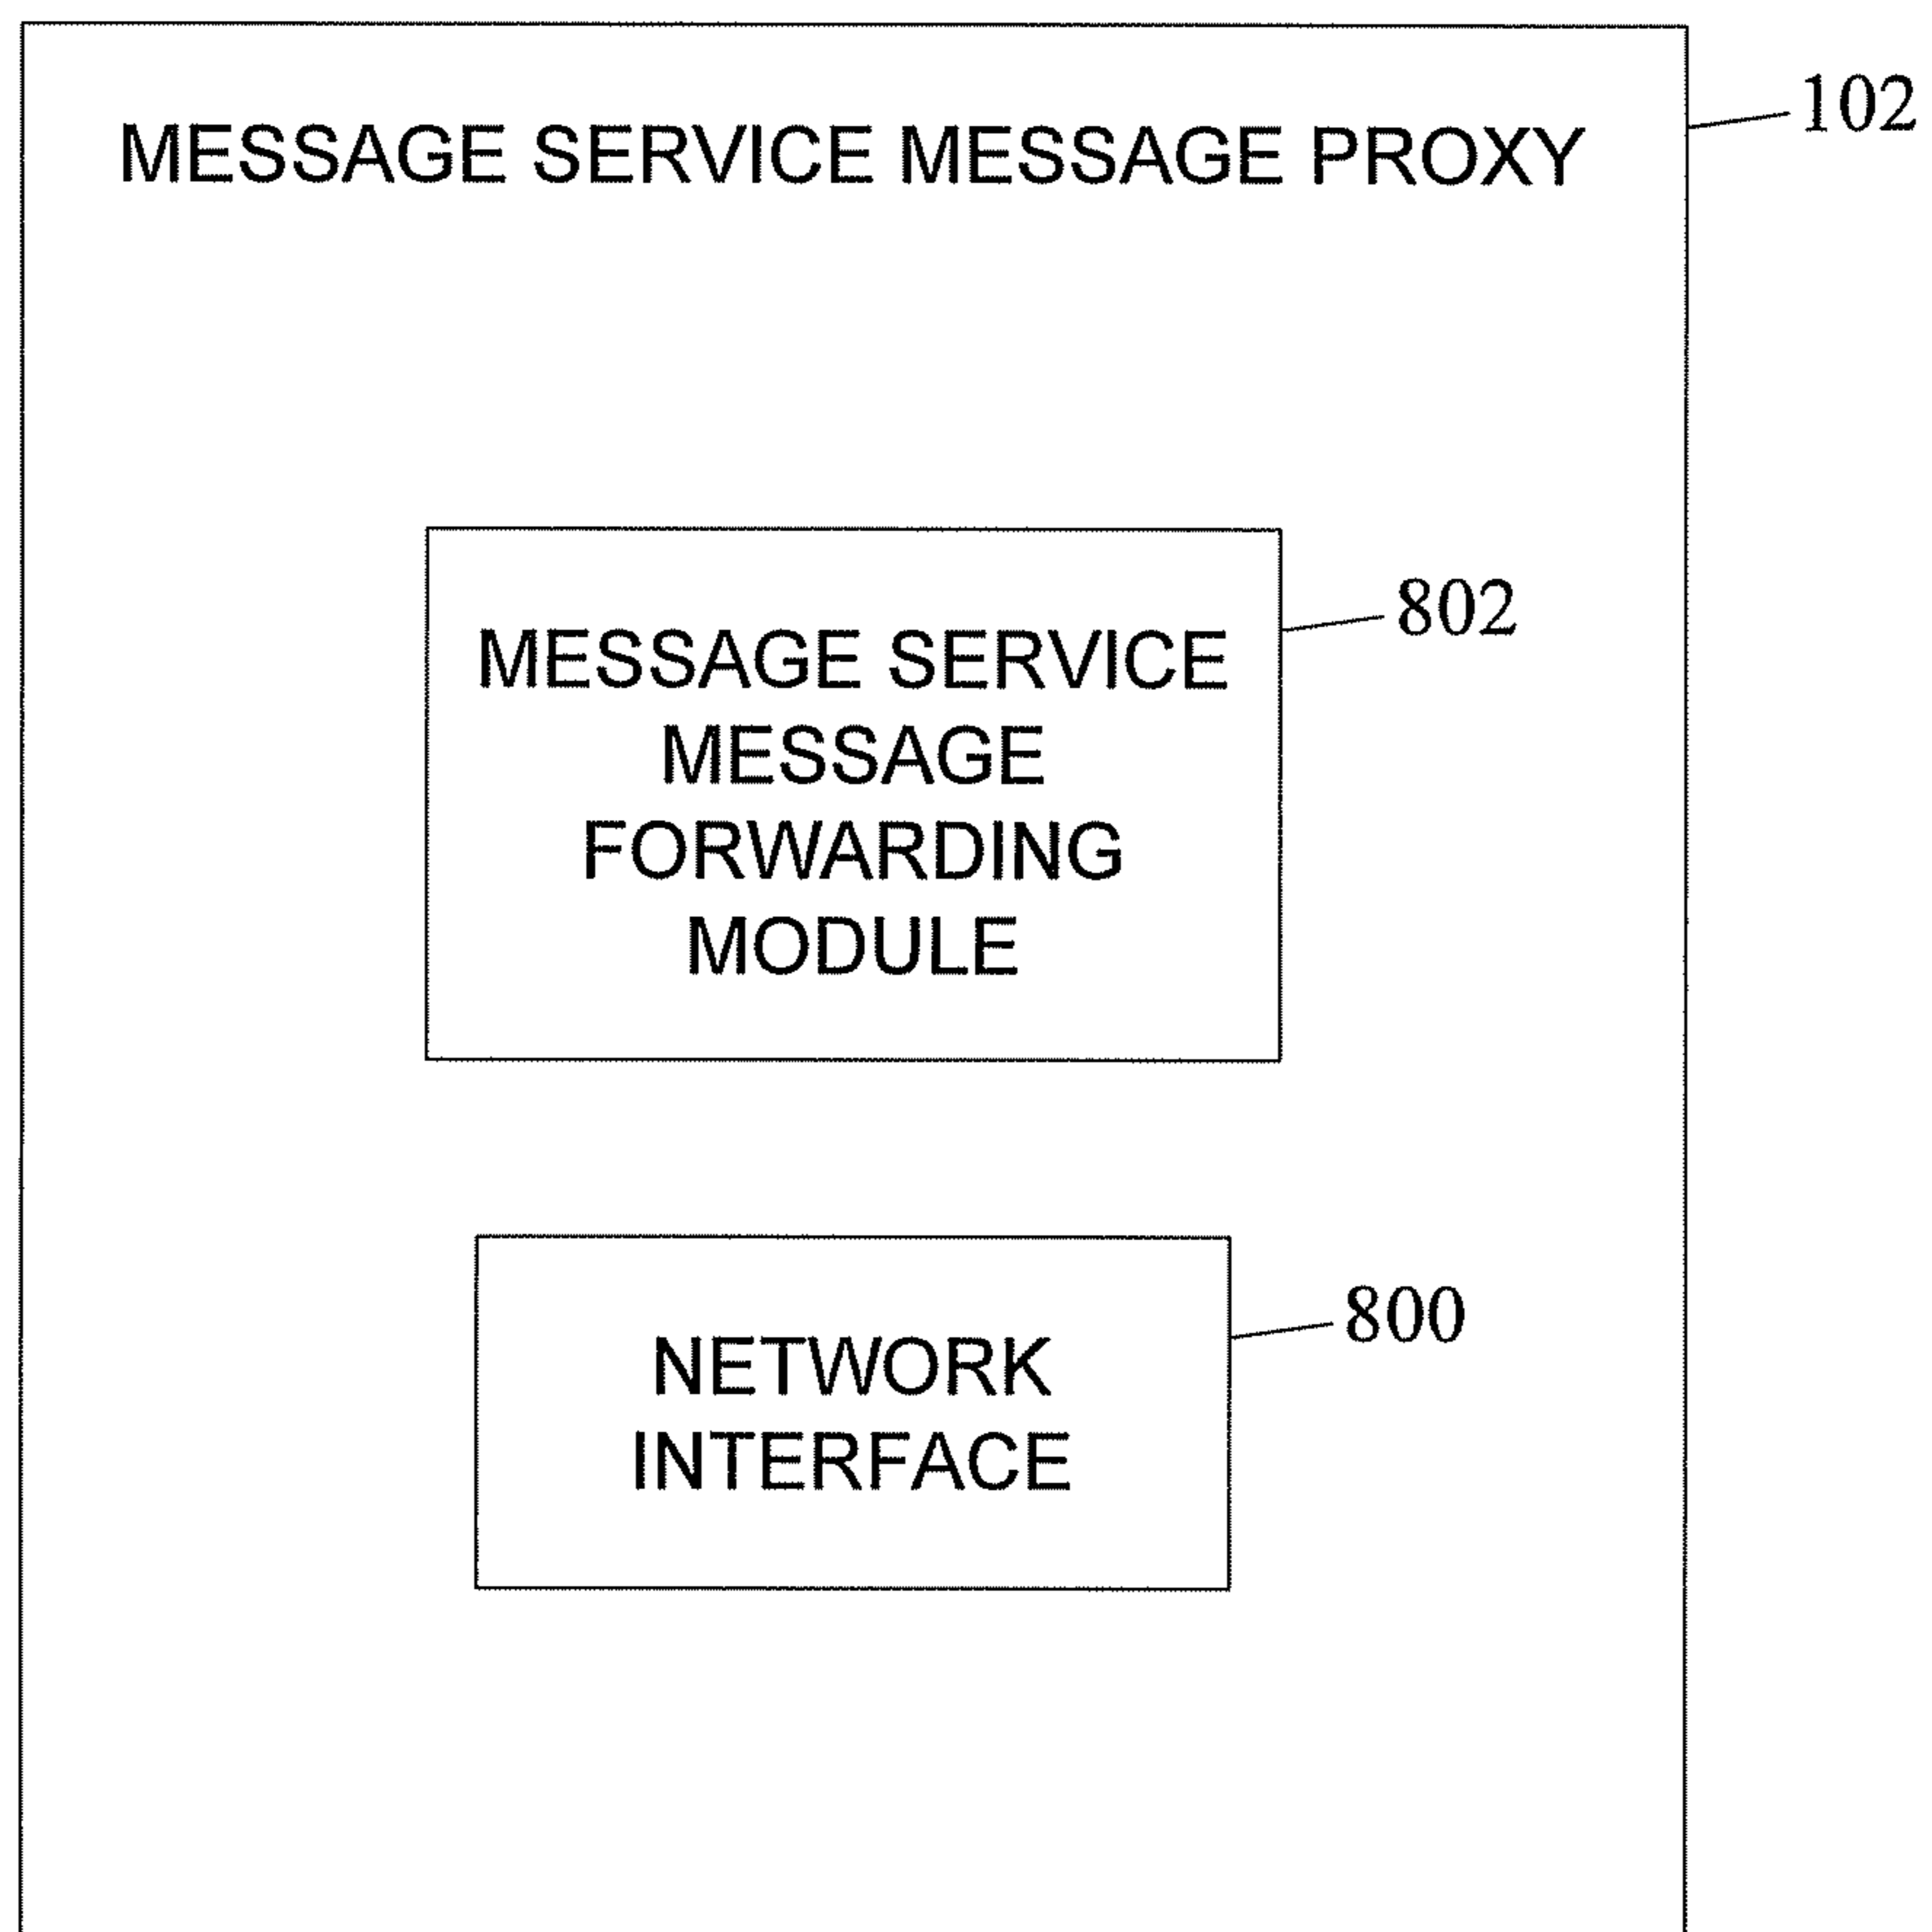 MESSAGE SERVICE MESSAGE PROXY
102
MESSAGE SERVICE
MESSAGE
FORWARDING
MODULE
802
NETWORK
INTERFACE
800